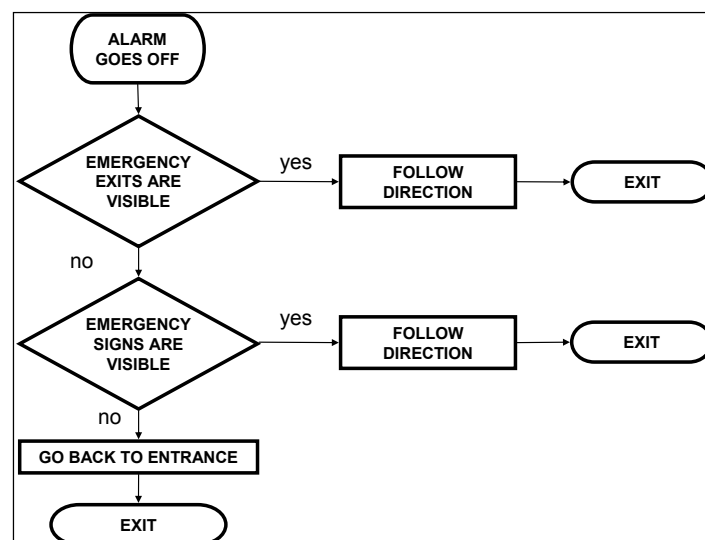 ALARM
GOES OFF
EMERGENCY
EXITS ARE
VISIBLE
yes
FOLLOW
DIRECTION
EXIT
no
EMERGENCY
SIGNS ARE
VISIBLE
yes
FOLLOW
DIRECTION
EXIT
no
GO BACK TO ENTRANCE
EXIT